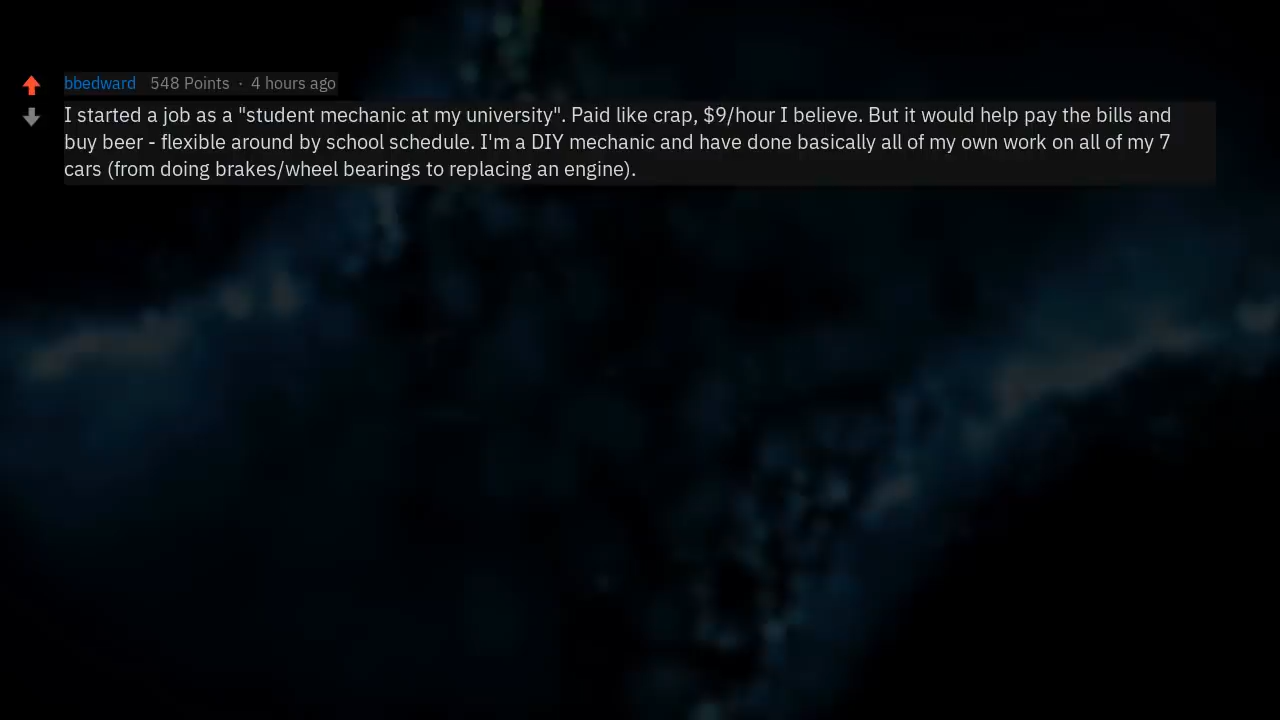 bbedward 548 Points · 4 hours ago
I started a job as a "student mechanic at my university". Paid like crap, $9/hour I believe. But it would help pay the bills and
buy beer - flexible around by school schedule. I'm a DIY mechanic and have done basically all of my own work on all of my 7
cars (from doing brakes/wheel bearings to replacing an engine).